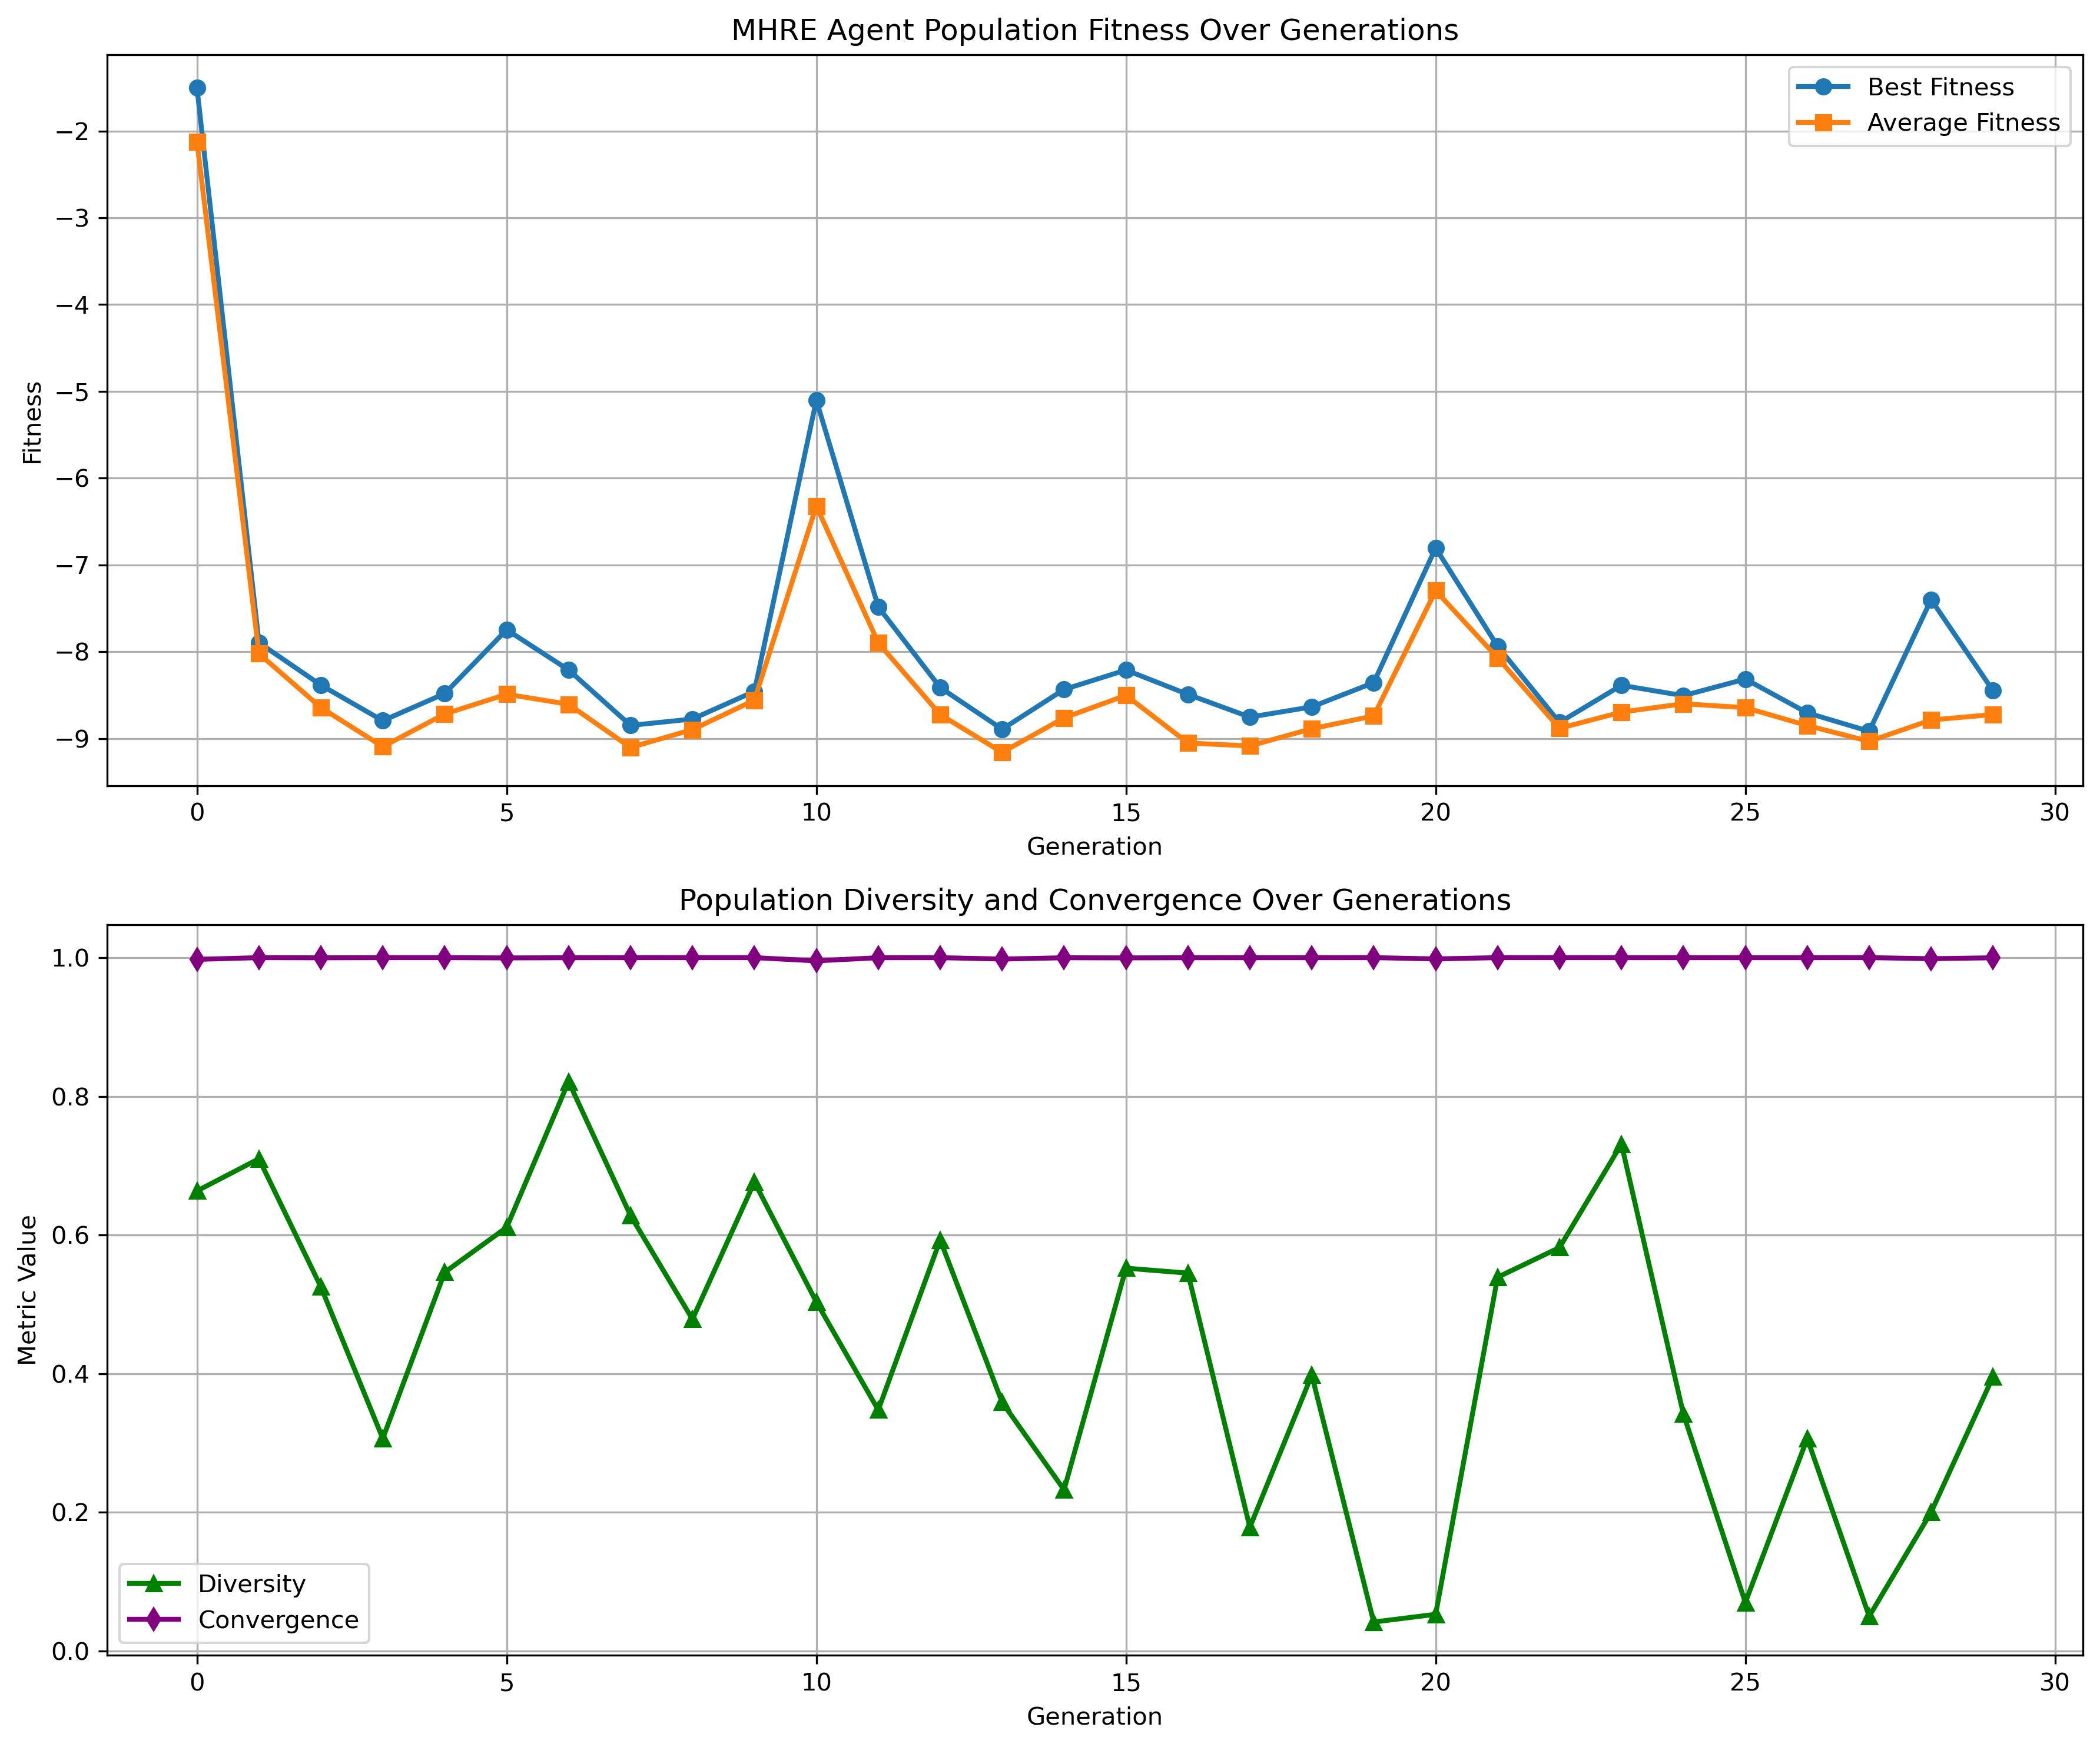 MHRE Agent Population Fitness Over Generations
Best Fitness
Average Fitness
−2
−3
−4
−5
−6
−7
−8
−9
Fitness
0 5 10 15 20 25 30
Generation
Population Diversity and Convergence Over Generations
1.0
0.8
0.6
0.4
0.2
0.0
Metric Value
Diversity
Convergence
0 5 10 15 20 25 30
Generation